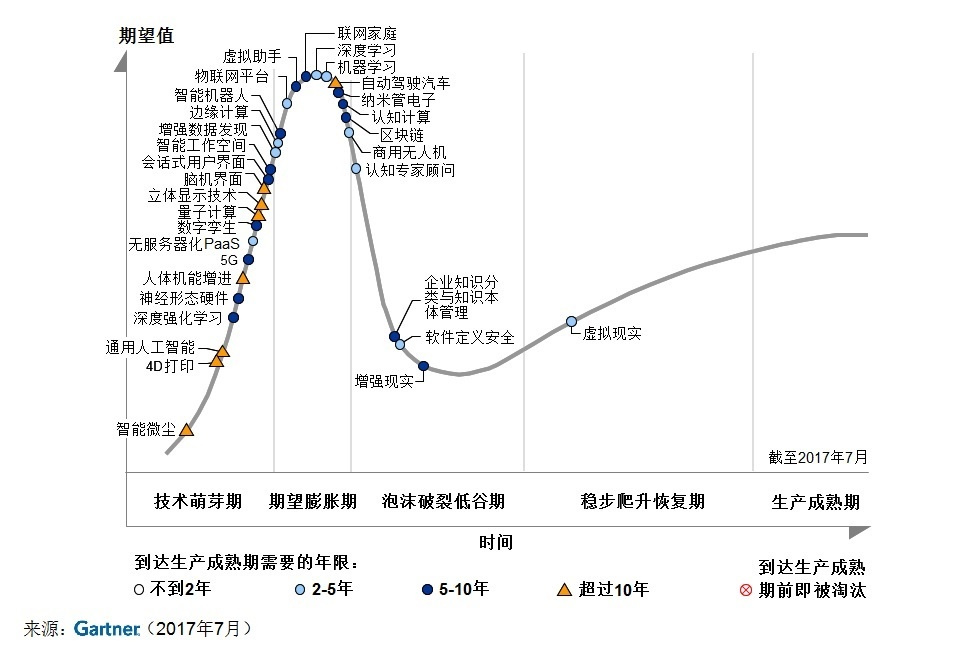 期望值
联网家庭
深度学习
虚拟助手
机器学习
物联网平台
自动驾驶汽车
智能机器人
纳米管电子
边缘计算
认知计算
增强数据发现
区块链
智能工作空间
商用无人机
会话式用户界面
认知专家顾问
脑机界面
立体显示技术
量子计算
数字孪生
无服务器化PaaS
5G
人体机能增进
神经形态硬件
深度强化学习
企业知识分
类与知识本
体管理
软件定义安全
虚拟现实
通用人工智能
4D打印
增强现实
智能微尘
截至2017年7月
技术萌芽期
期望膨胀期
泡沫破裂低谷期
稳步爬升恢复期
生产成熟期
时间
到达生产成熟期需要的年限：
不到2年
2-5年
5-10年
超过10年
到达生产成熟
期前即被淘汰
来源：Gartner（2017年7月）